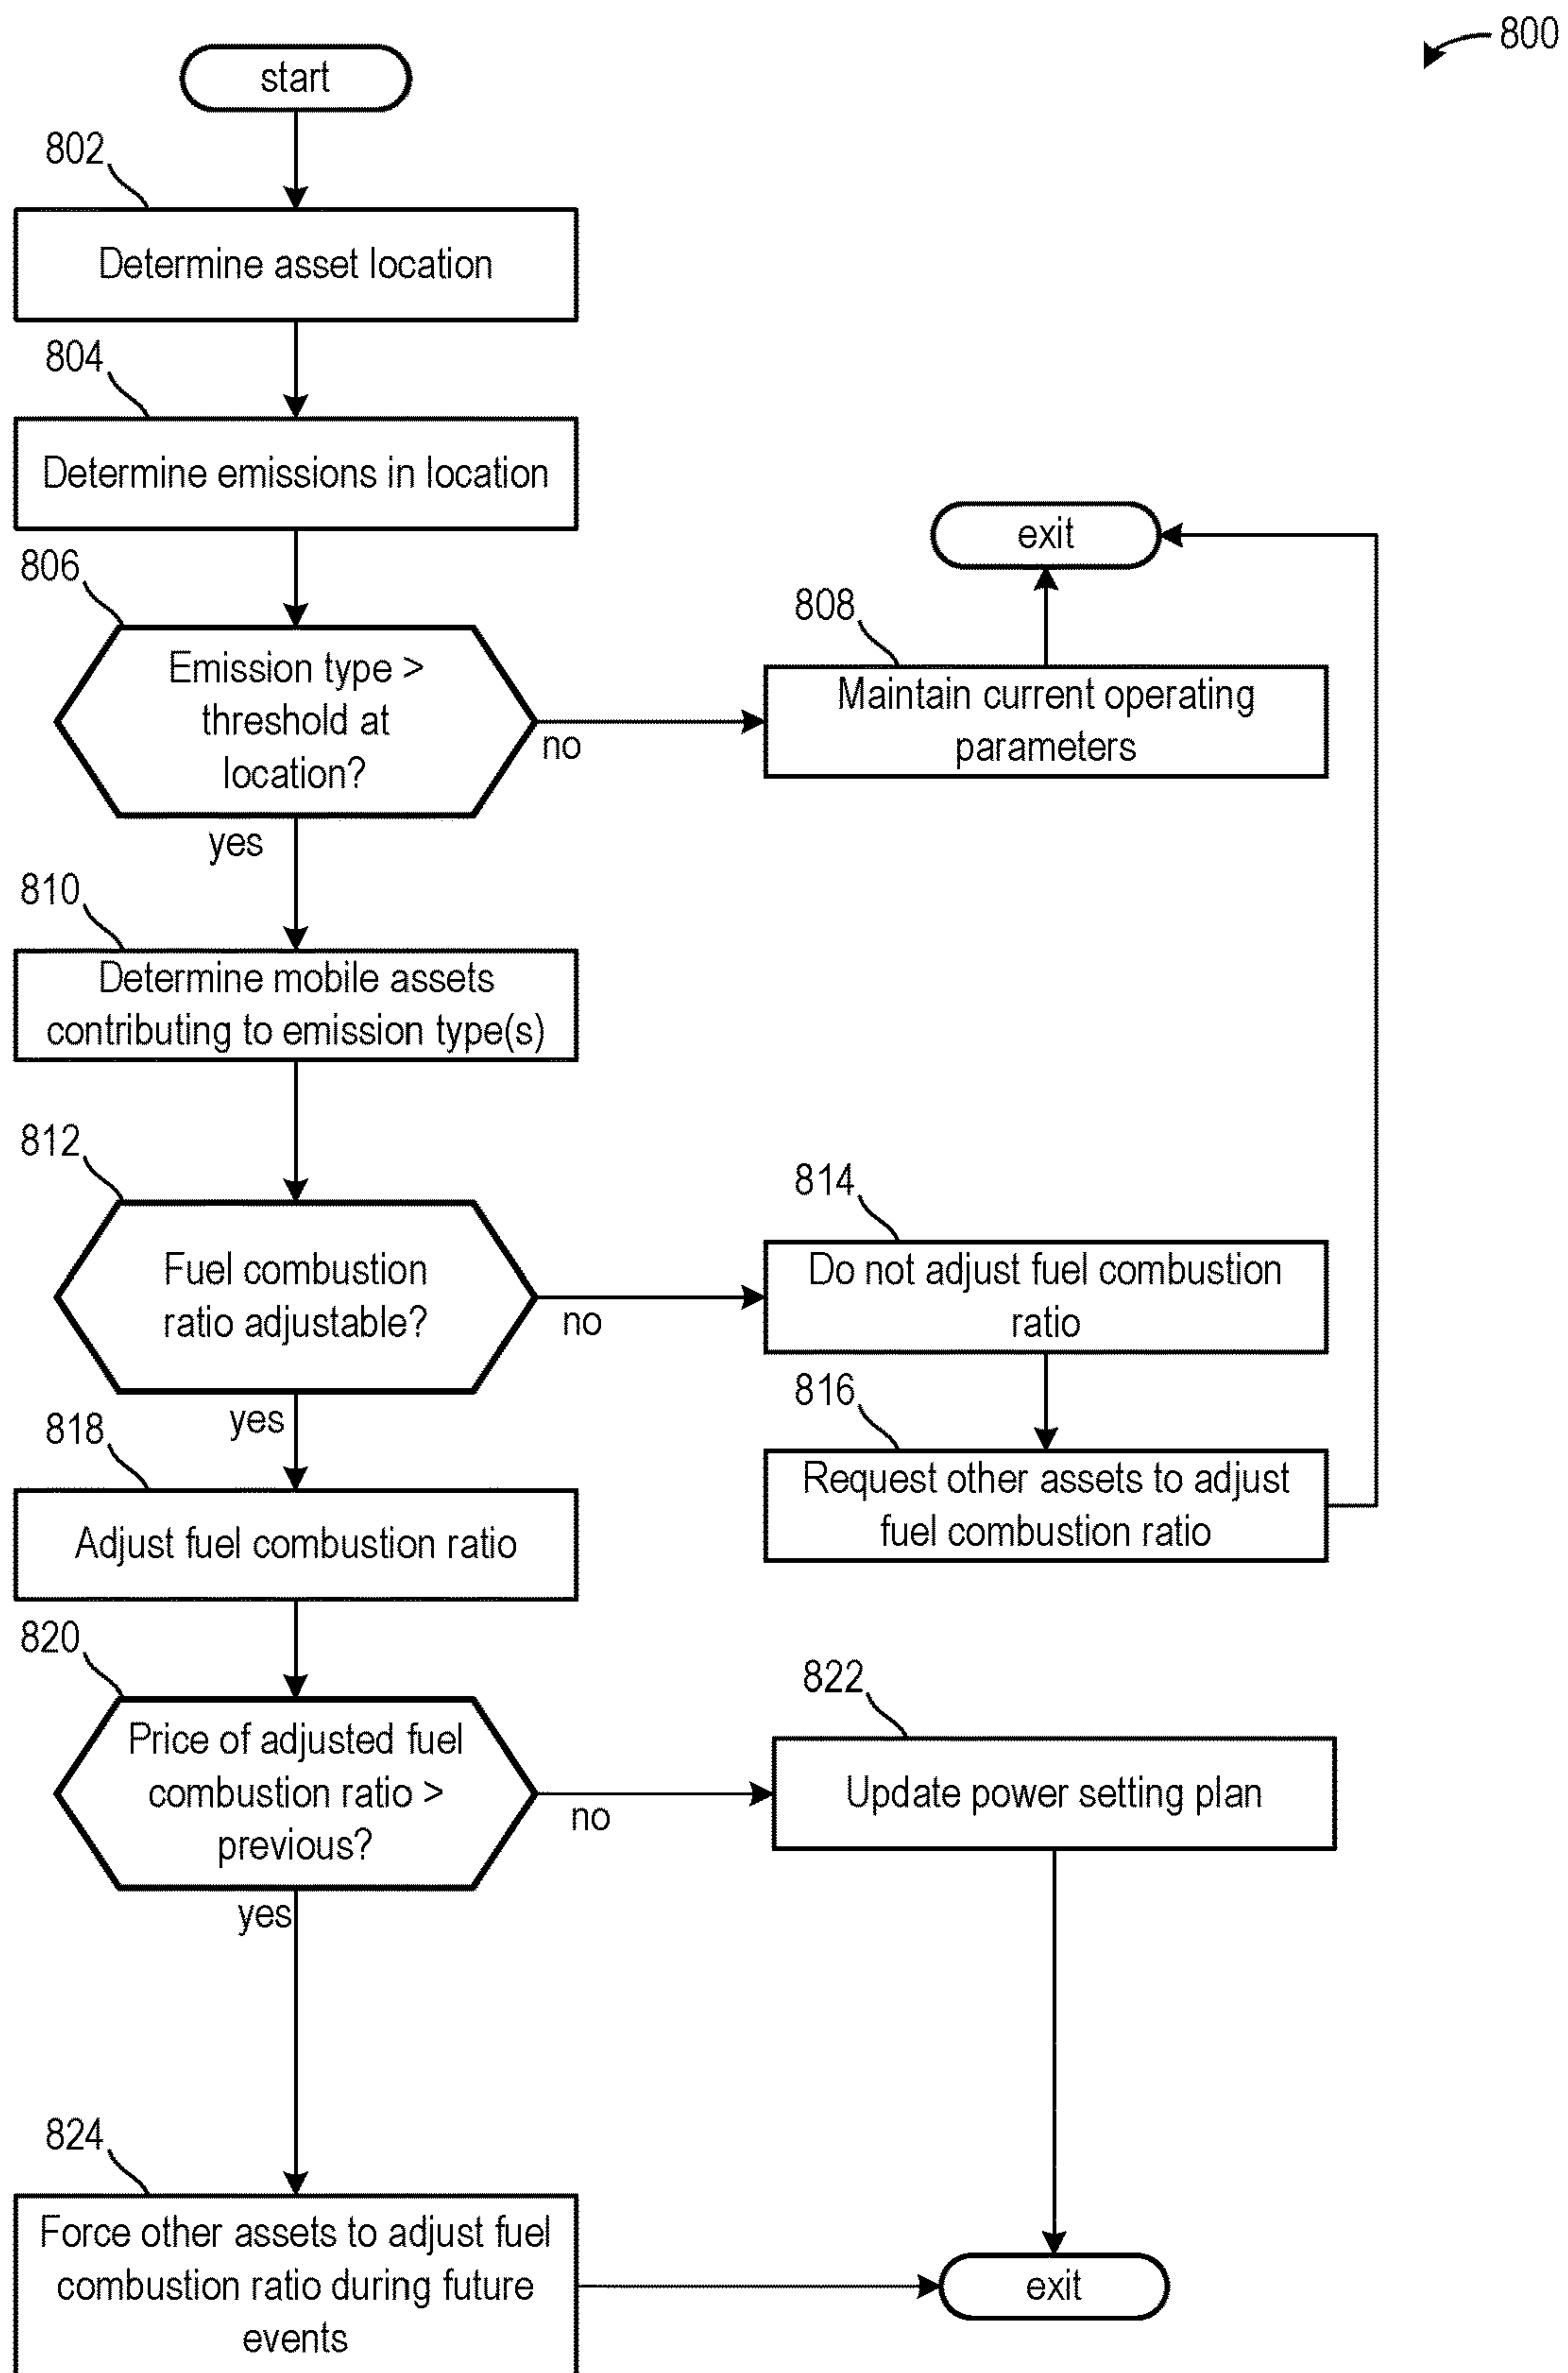 800
start
802
Determine asset location
804
Determine emissions in location
806
Emission type >
threshold at
location?
no
yes
exit
808
Maintain current operating
parameters
810
Determine mobile assets
contributing to emission type(s)
812
Fuel combustion
ratio adjustable?
no
yes
814
Do not adjust fuel combustion
ratio
816
Request other assets to adjust
fuel combustion ratio
818
Adjust fuel combustion ratio
820
Price of adjusted fuel
combustion ratio >
previous?
no
yes
822
Update power setting plan
824
Force other assets to adjust fuel
combustion ratio during future
events
exit